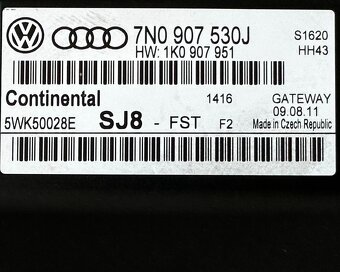 7N0 907 530J S1620
HW: 1K0 907 951 HH43
Continental 1416 GATEWAY
5WK50028E SJ8 - FST F2 09.08.11
Made in Czech Republic